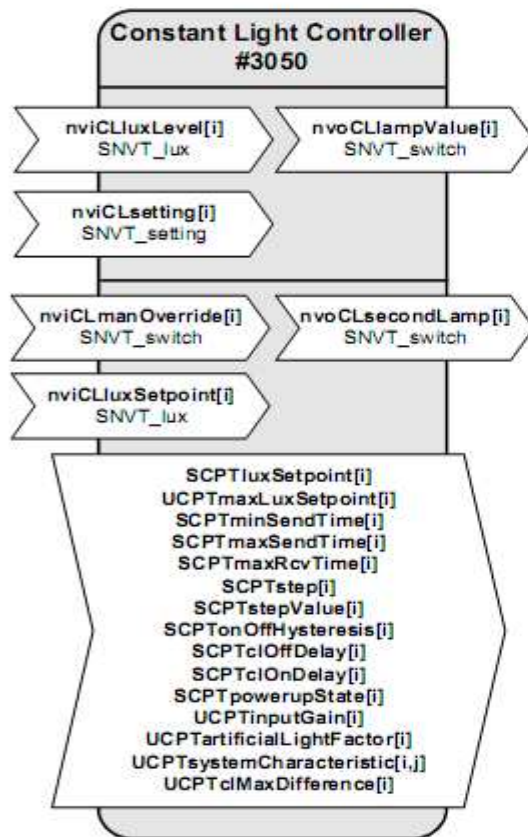 Constant Light Controller
#3050
nviCLluxLevel[i]
SNVT_lux
nvoCLlampValue[i]
SNVT_switch
nviCLsetting[i]
SNVT_setting
nviCLmanOverride[i]
SNVT_switch
nvoCLsecondLamp[i]
SNVT_switch
nviCLluxSetpoint[i]
SNVT_lux
SCPTluxSetpoint[i]
UCPTmaxLuxSetpoint[i]
SCPTminSendTime[i]
SCPTmaxSendTime[i]
SCPTmaxRcvTime[i]
SCPTstep[i]
SCPTstepValue[i]
SCPTonOffHysteresis[i]
SCPTclOffDelay[i]
SCPTclOnDelay[i]
SCPTpowerupState[i]
UCPTinputGain[i]
UCPTartificialLightFactor[i]
UCPTsystemCharacteristic[i,j]
UCPTclMaxDifference[i]